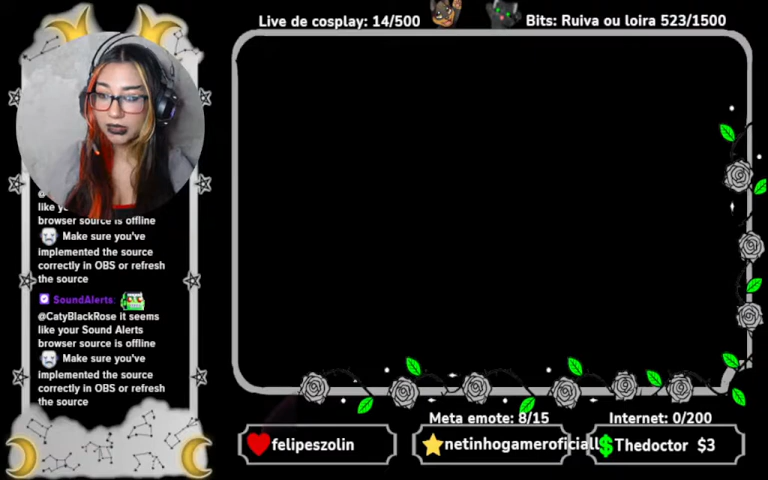 Live de cosplay: 14/500
Bits: Ruiva ou loira 523/1500
like
browser source is offline
Make sure you've
implemented the source
correctly in OBS or refresh
the source
SoundAlerts:
@CatyBlackRose it seems
like your Sound Alerts
browser source is offline
Make sure you've
implemented the source
correctly in OBS or refresh
the source
Meta emote: 8/15
Internet: 0/200
felipeszolin
netinhogameroficiall
Thedoctor $3